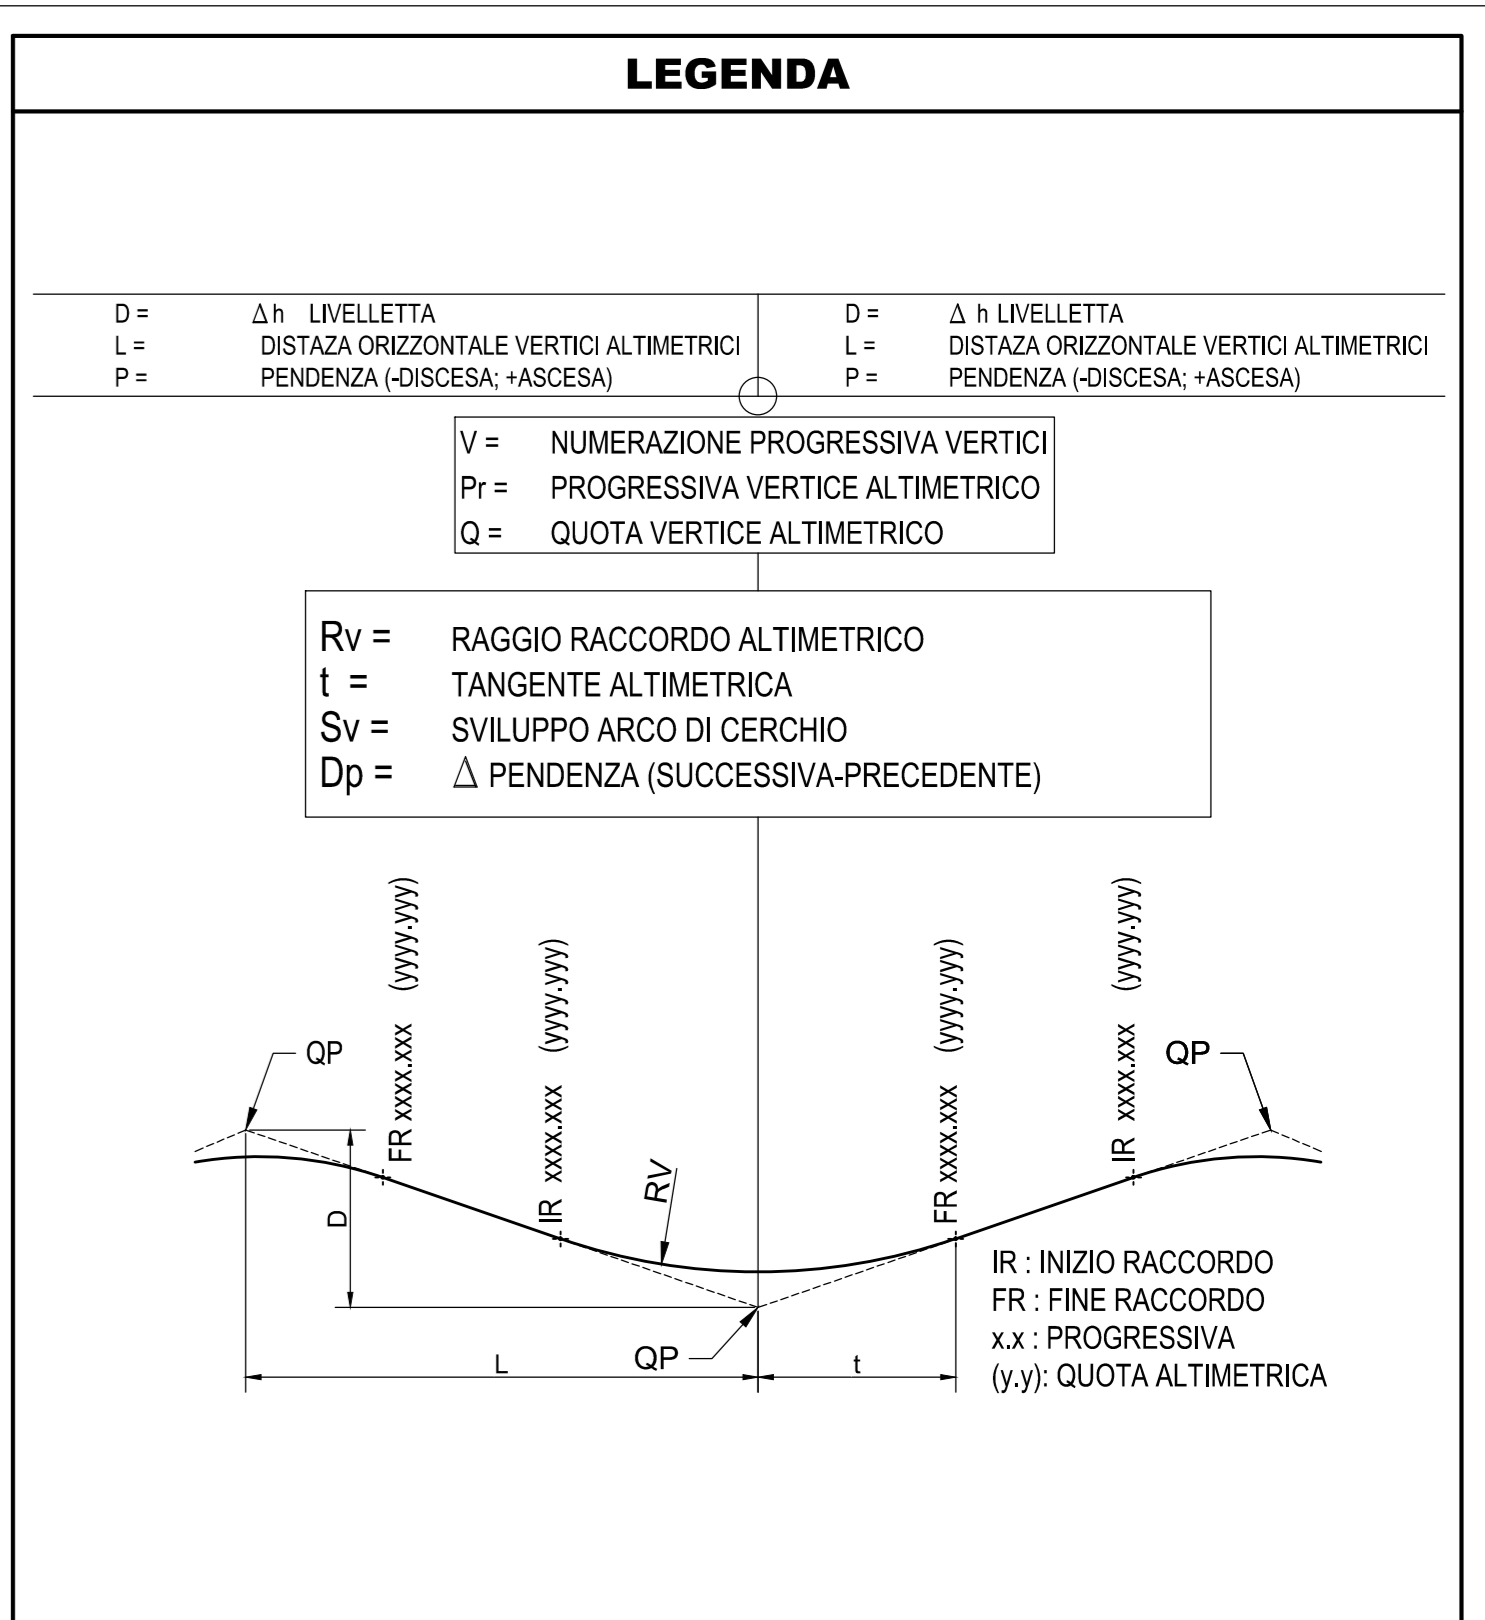 LEGENDA
D = Δ h LIVELLETTA
L = DISTAZA ORIZZONTALE VERTICI ALTIMETRICI
P = PENDENZA (-DISCESA; +ASCESA)
D = Δ h LIVELLETTA
L = DISTAZA ORIZZONTALE VERTICI ALTIMETRICI
P = PENDENZA (-DISCESA; +ASCESA)
V = NUMERAZIONE PROGRESSIVA VERTICI
Pr = PROGRESSIVA VERTICE ALTIMETRICO
Q = QUOTA VERTICE ALTIMETRICO
Rv = RAGGIO RACCORDO ALTIMETRICO
t = TANGENTE ALTIMETRICA
Sv = SVILUPPO ARCO DI CERCHIO
Dp = Δ PENDENZA (SUCCESSIVA-PRECEDENTE)
QP
FR xxxx.xxx (yyyy.yyy)
IR xxxx.xxx (yyyy.yyy)
FR xxxx.xxx (yyyy.yyy)
IR xxxx.xxx (yyyy.yyy)
QP
D
RV
QP
L
t
IR : INIZIO RACCORDO
FR : FINE RACCORDO
x.x : PROGRESSIVA
(y.y): QUOTA ALTIMETRICA